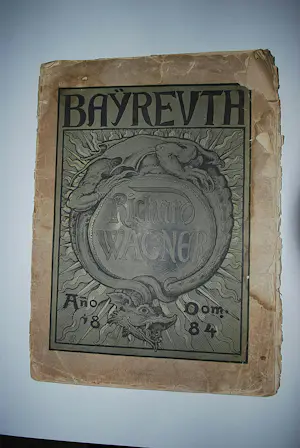 BAŸREVTH
Richard
WAGNER
Año Dom.
18 84